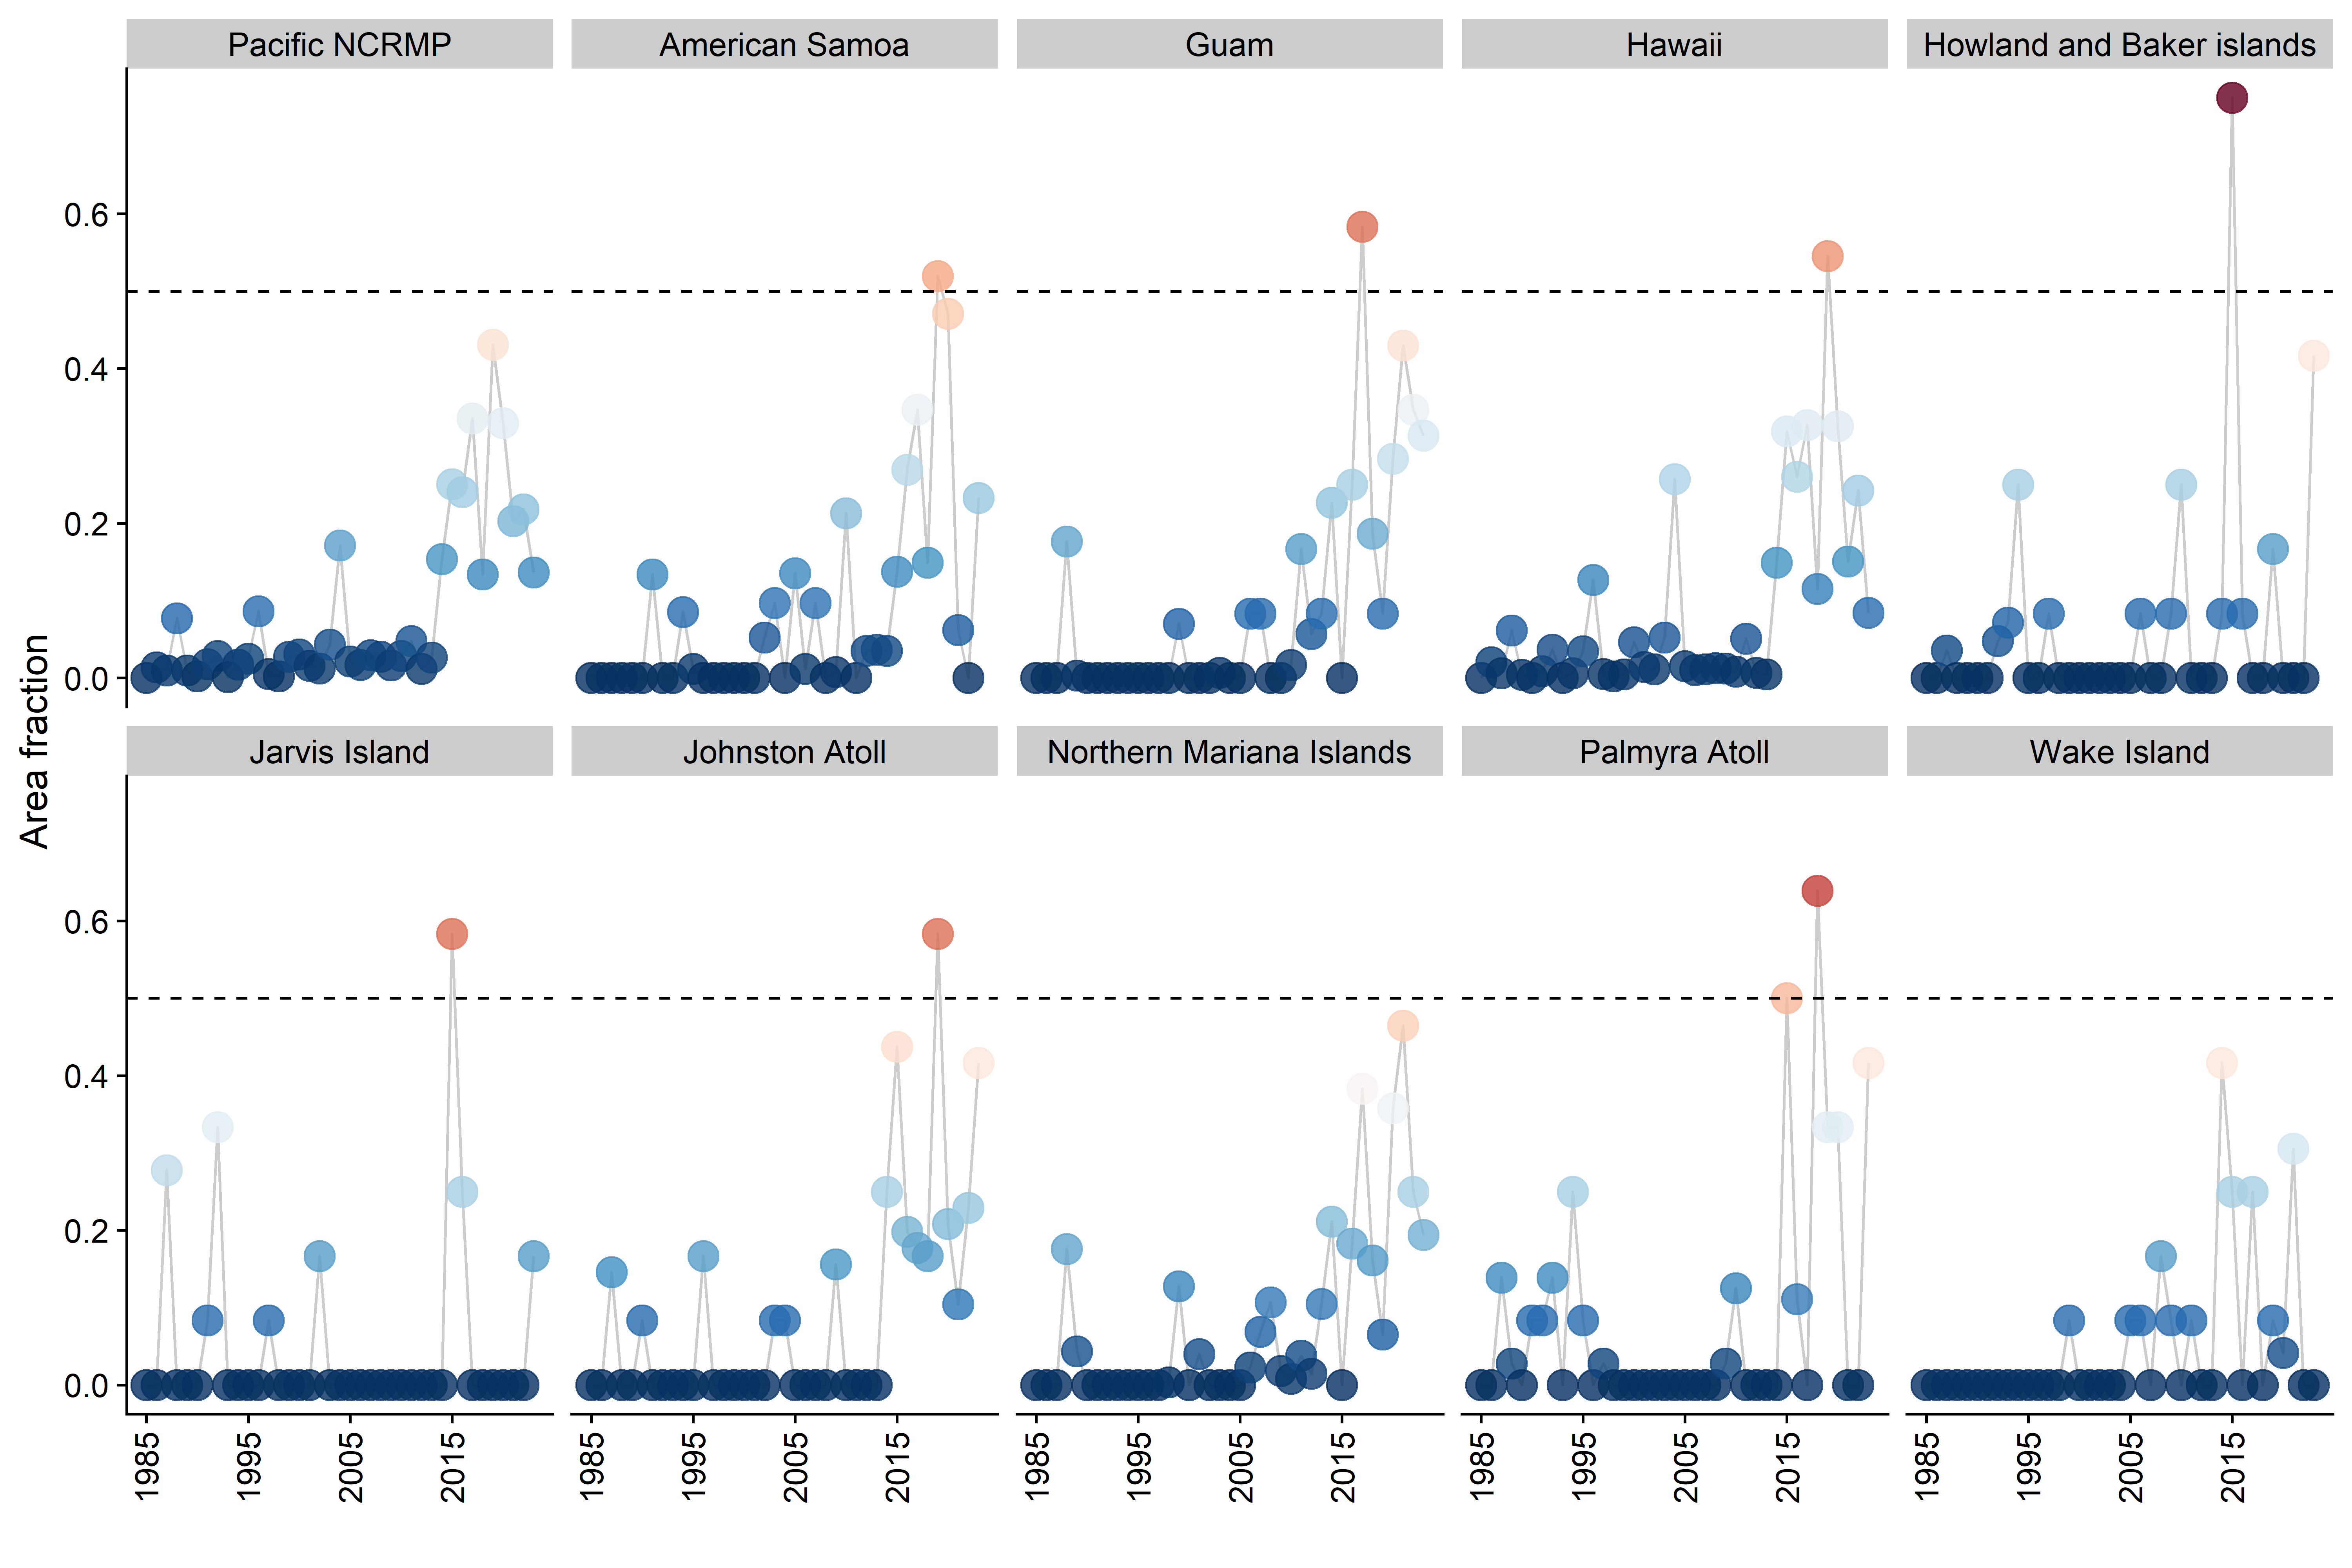 Pacific NCRMP
American Samoa
Guam
Hawaii
Howland and Baker islands
0.6
0.4
0.2
0.0
Area fraction
Jarvis Island
Johnston Atoll
Northern Mariana Islands
Palmyra Atoll
Wake Island
0.6
0.4
0.2
0.0
1985
1995
2005
2015
1985
1995
2005
2015
1985
1995
2005
2015
1985
1995
2005
2015
1985
1995
2005
2015